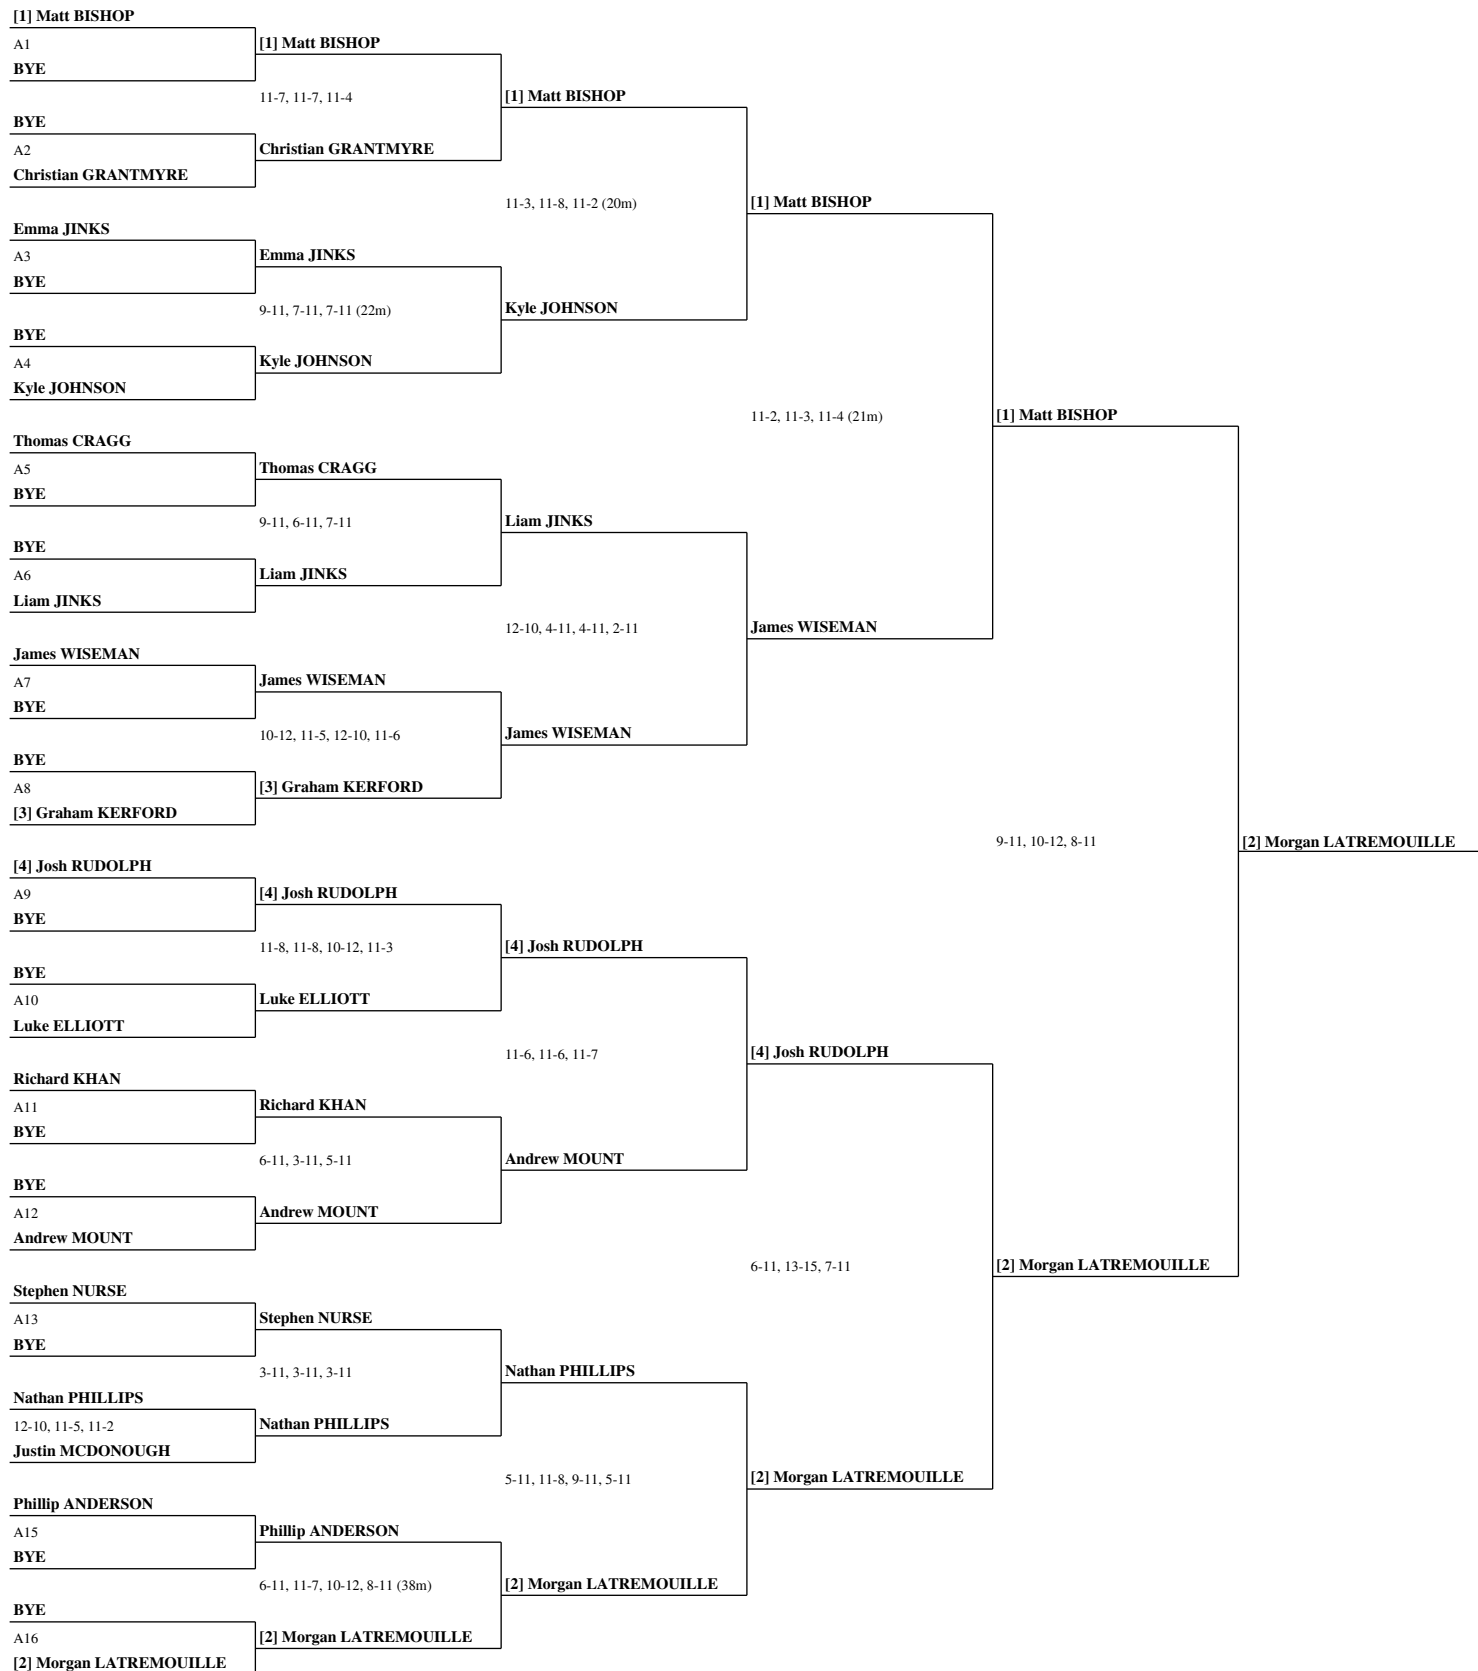 [1] Matt BISHOP
A1
BYE
BYE
A2
Christian GRANTMYRE
Emma JINKS
A3
BYE
BYE
A4
Kyle JOHNSON
Thomas CRAGG
A5
BYE
BYE
A6
Liam JINKS
James WISEMAN
A7
BYE
BYE
A8
[3] Graham KERFORD
[4] Josh RUDOLPH
A9
BYE
BYE
A10
Luke ELLIOTT
Richard KHAN
A11
BYE
BYE
A12
Andrew MOUNT
Stephen NURSE
A13
BYE
Nathan PHILLIPS
12-10, 11-5, 11-2
Justin MCDONOUGH
Phillip ANDERSON
A15
BYE
BYE
A16
[2] Morgan LATREMOUILLE
[1] Matt BISHOP
11-7, 11-7, 11-4
Christian GRANTMYRE
Emma JINKS
9-11, 7-11, 7-11 (22m)
Kyle JOHNSON
Thomas CRAGG
9-11, 6-11, 7-11
Liam JINKS
James WISEMAN
10-12, 11-5, 12-10, 11-6
[3] Graham KERFORD
[4] Josh RUDOLPH
11-8, 11-8, 10-12, 11-3
Luke ELLIOTT
Richard KHAN
6-11, 3-11, 5-11
Andrew MOUNT
Stephen NURSE
3-11, 3-11, 3-11
Nathan PHILLIPS
Phillip ANDERSON
6-11, 11-7, 10-12, 8-11 (38m)
[2] Morgan LATREMOUILLE
[1] Matt BISHOP
11-3, 11-8, 11-2 (20m)
Kyle JOHNSON
Liam JINKS
12-10, 4-11, 4-11, 2-11
James WISEMAN
[4] Josh RUDOLPH
11-6, 11-6, 11-7
Andrew MOUNT
Nathan PHILLIPS
5-11, 11-8, 9-11, 5-11
[2] Morgan LATREMOUILLE
[1] Matt BISHOP
11-2, 11-3, 11-4 (21m)
James WISEMAN
[4] Josh RUDOLPH
6-11, 13-15, 7-11
[2] Morgan LATREMOUILLE
[1] Matt BISHOP
9-11, 10-12, 8-11
[2] Morgan LATREMOUILLE
[2] Morgan LATREMOUILLE